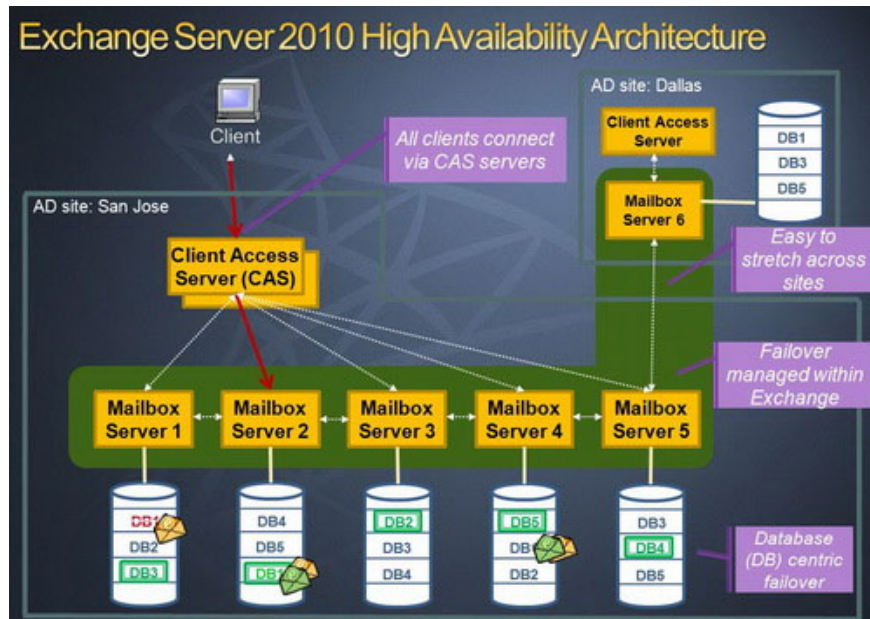 Exchange Server 2010 High Availability Architecture
Client
All clients connect
via CAS servers
AD site: Dallas
Client Access
Server
DB1
DB3
DB5
Mailbox
Server 6
Easy to
stretch across
sites
AD site: San Jose
Client Access
Server (CAS)
Failover
managed within
Exchange
Mailbox
Server 1
Mailbox
Server 2
Mailbox
Server 3
Mailbox
Server 4
Mailbox
Server 5
DB1
DB2
DB3
DB4
DB5
DB1
DB2
DB3
DB4
DB5
DB1
DB2
DB3
DB4
DB5
Database
(DB) centric
failover